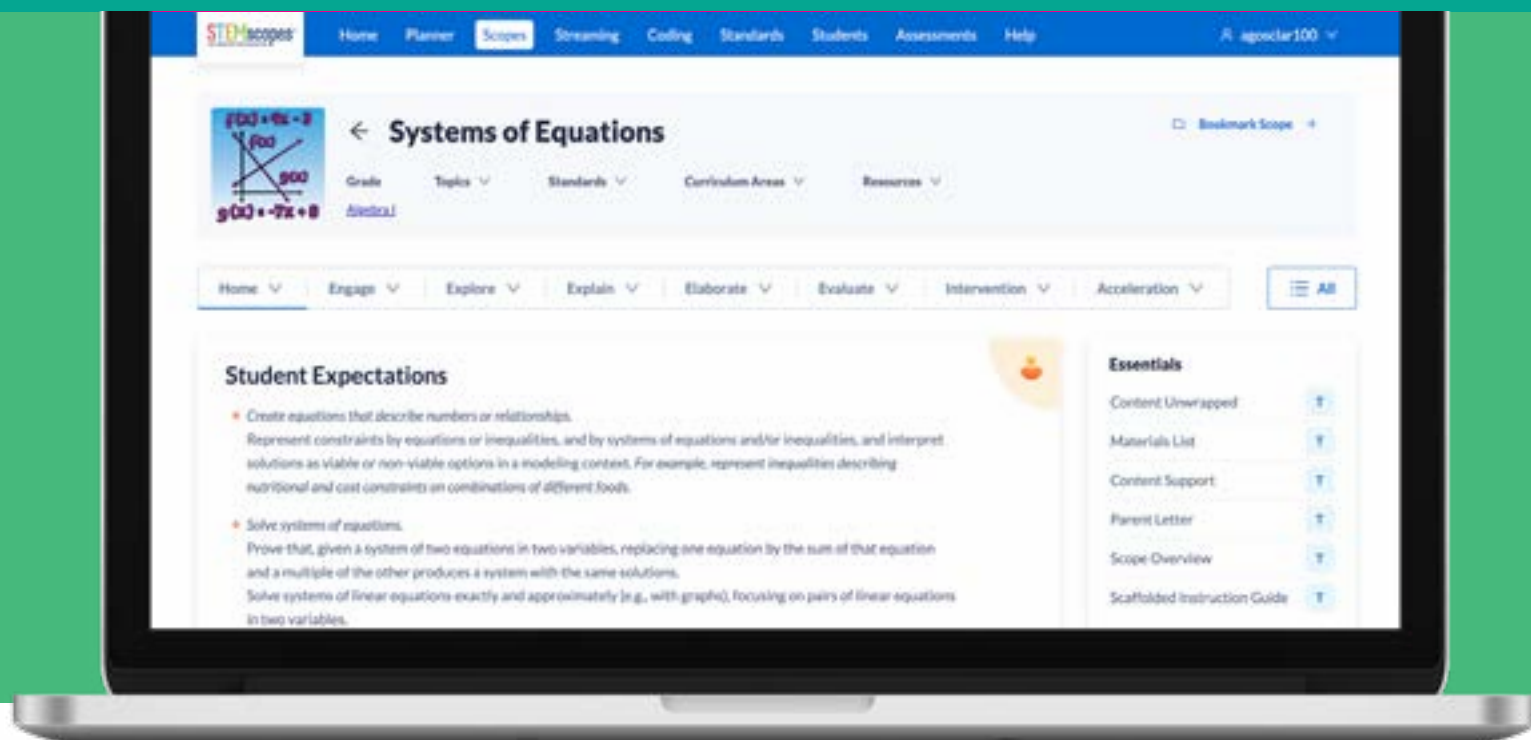 STEMscopes
Home Planner Scopes Streaming Coding Standards Students Assessments Help agosclar100
f(x) = 4x - 3
f(x)
g(x)
g(x) = -7x + 8
Systems of Equations
Bookmark Scope +
Grade Topics Standards Curriculum Areas Resources
Algebra I
Home Engage Explore Explain Elaborate Evaluate Intervention Acceleration All
Student Expectations
Create equations that describe numbers or relationships.
Represent constraints by equations or inequalities, and by systems of equations and/or inequalities, and interpret
solutions as viable or non-viable options in a modeling context. For example, represent inequalities describing
nutritional and cost constraints on combinations of different foods.
Solve systems of equations.
Prove that, given a system of two equations in two variables, replacing one equation by the sum of that equation
and a multiple of the other produces a system with the same solutions.
Solve systems of linear equations exactly and approximately (e.g., with graphs), focusing on pairs of linear equations
in two variables.
Essentials
Content Unwrapped T
Materials List T
Content Support T
Parent Letter T
Scope Overview T
Scaffolded Instruction Guide T